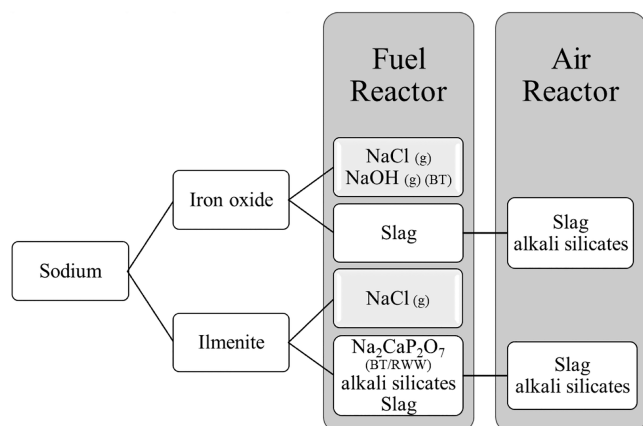 Fuel
Reactor
Air
Reactor
NaCl (g)
NaOH (g) (BT)
Iron oxide
Slag
Slag
alkali silicates
Sodium
NaCl (g)
Ilmenite
Na₂CaP₂O₇
(BT/RWW)
alkali silicates
Slag
Slag
alkali silicates